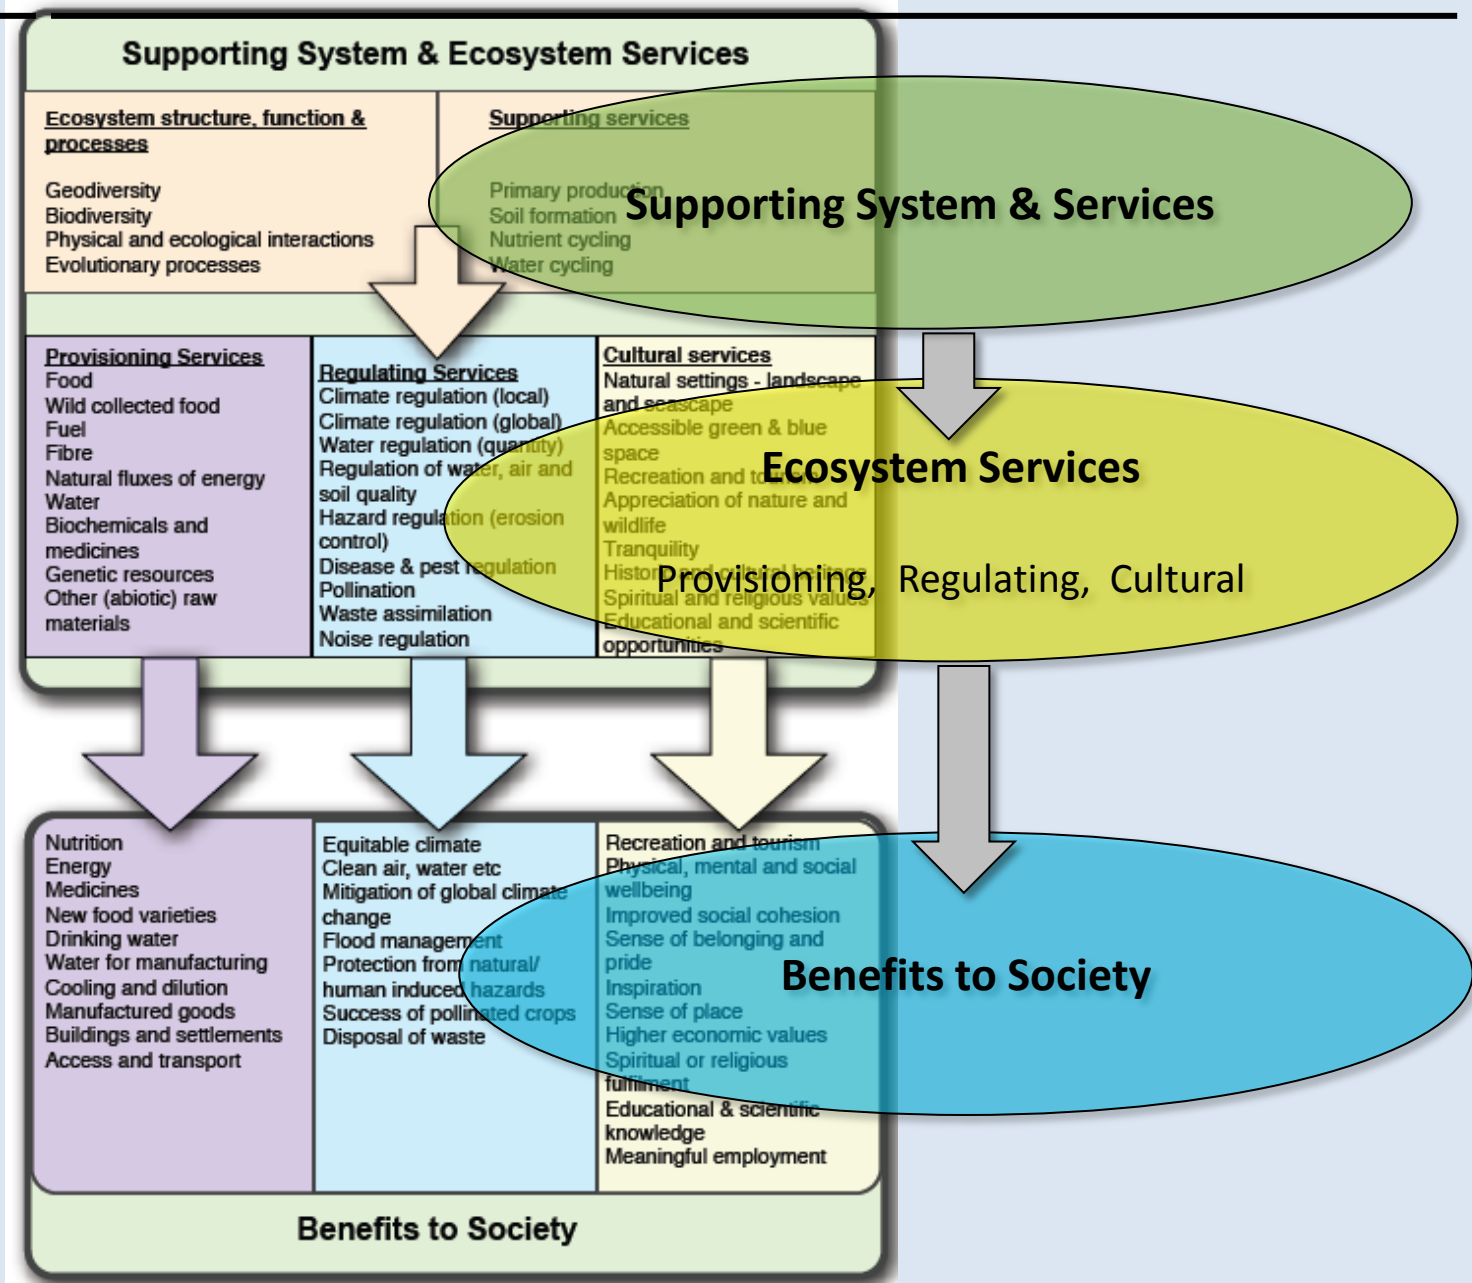 Supporting System & Ecosystem Services
Ecosystem structure, function &
processes
Geodiversity
Biodiversity
Physical and ecological interactions
Evolutionary processes
Supporting services
Primary production
Soil formation
Nutrient cycling
Water cycling
Supporting System & Services
Provisioning Services
Food
Wild collected food
Fuel
Fibre
Natural fluxes of energy
Water
Biochemicals and
medicines
Genetic resources
Other (abiotic) raw
materials
Regulating Services
Climate regulation (local)
Climate regulation (global)
Water regulation (quantity)
Regulation of water, air and
soil quality
Hazard regulation (erosion
control)
Disease & pest regulation
Pollination
Waste assimilation
Noise regulation
Cultural services
Natural settings - landscape
and seascape
Accessible green & blue
space
Recreation and tourism
Appreciation of nature and
wildlife
Tranquility
Historic and cultural heritage
Spiritual and religious values
Educational and scientific
opportunities
Ecosystem Services
Provisioning, Regulating, Cultural
Nutrition
Energy
Medicines
New food varieties
Drinking water
Water for manufacturing
Cooling and dilution
Manufactured goods
Buildings and settlements
Access and transport
Equitable climate
Clean air, water etc
Mitigation of global climate
change
Flood management
Protection from natural/
human induced hazards
Success of pollinated crops
Disposal of waste
Recreation and tourism
Physical, mental and social
wellbeing
Improved social cohesion
Sense of belonging and
pride
Inspiration
Sense of place
Higher economic values
Spiritual or religious
fulfilment
Educational & scientific
knowledge
Meaningful employment
Benefits to Society
Benefits to Society